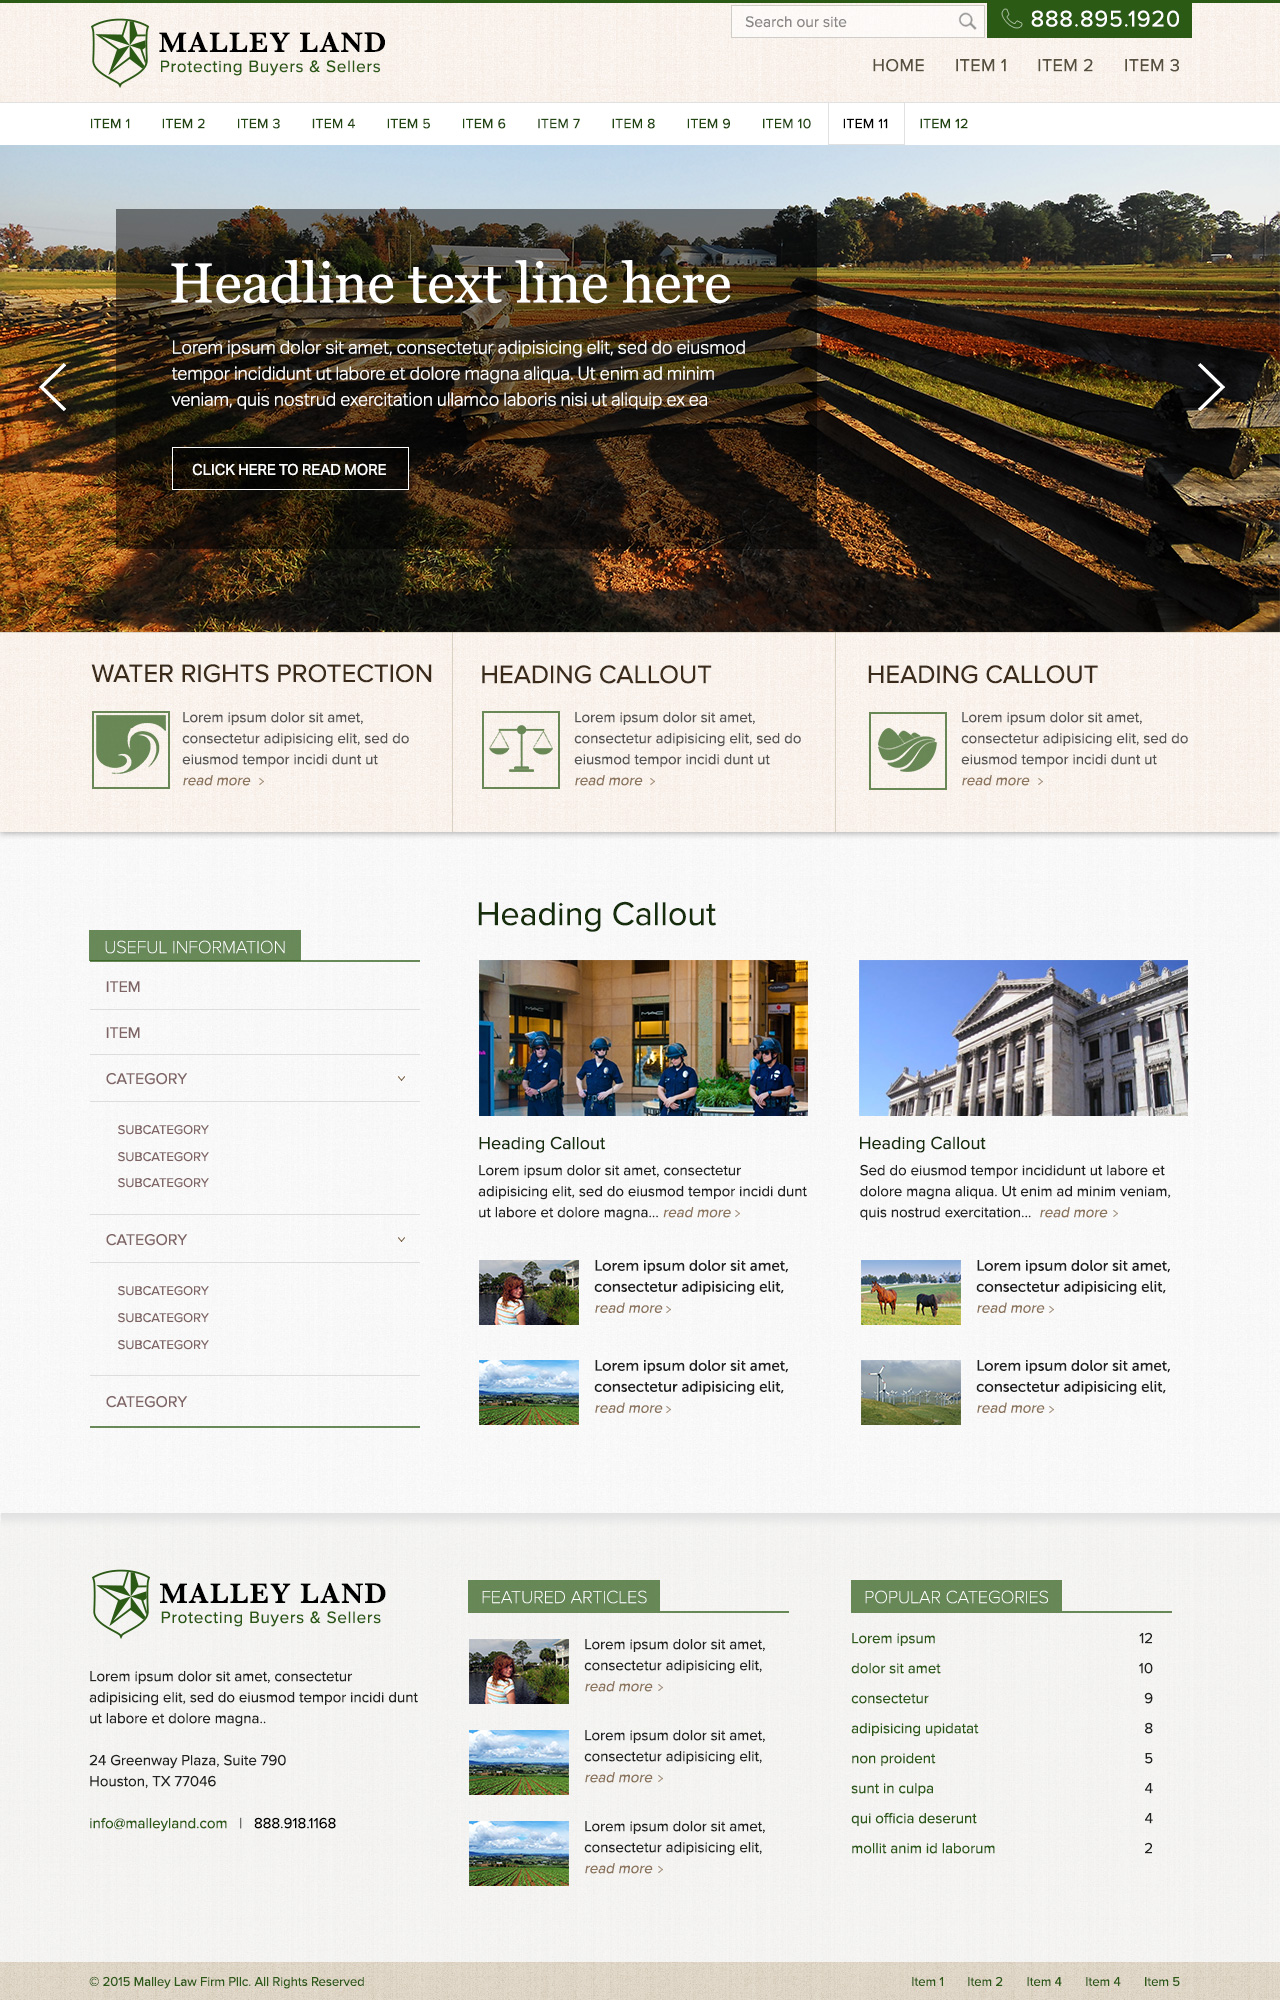 MALLEY LAND
Protecting Buyers & Sellers
Search our site
888.895.1920
HOME ITEM 1 ITEM 2 ITEM 3
ITEM 1 ITEM 2 ITEM 3 ITEM 4 ITEM 5 ITEM 6 ITEM 7 ITEM 8 ITEM 9 ITEM 10 ITEM 11 ITEM 12
Headline text line here
Lorem ipsum dolor sit amet, consectetur adipisicing elit, sed do eiusmod
tempor incididunt ut labore et dolore magna aliqua. Ut enim ad minim
veniam, quis nostrud exercitation ullamco laboris nisi ut aliquip ex ea
CLICK HERE TO READ MORE
WATER RIGHTS PROTECTION
Lorem ipsum dolor sit amet,
consectetur adipisicing elit, sed do
eiusmod tempor incidi dunt ut
read more >
HEADING CALLOUT
Lorem ipsum dolor sit amet,
consectetur adipisicing elit, sed do
eiusmod tempor incidi dunt ut
read more >
HEADING CALLOUT
Lorem ipsum dolor sit amet,
consectetur adipisicing elit, sed do
eiusmod tempor incidi dunt ut
read more >
USEFUL INFORMATION
ITEM
ITEM
CATEGORY
SUBCATEGORY
SUBCATEGORY
SUBCATEGORY
CATEGORY
SUBCATEGORY
SUBCATEGORY
SUBCATEGORY
CATEGORY
Heading Callout
MAC
MAC
Heading Callout
Lorem ipsum dolor sit amet, consectetur
adipisicing elit, sed do eiusmod tempor incidi dunt
ut labore et dolore magna... read more >
Heading Callout
Sed do eiusmod tempor incididunt ut labore et
dolore magna aliqua. Ut enim ad minim veniam,
quis nostrud exercitation... read more >
Lorem ipsum dolor sit amet,
consectetur adipisicing elit,
read more >
Lorem ipsum dolor sit amet,
consectetur adipisicing elit,
read more >
Lorem ipsum dolor sit amet,
consectetur adipisicing elit,
read more >
Lorem ipsum dolor sit amet,
consectetur adipisicing elit,
read more >
MALLEY LAND
Protecting Buyers & Sellers
Lorem ipsum dolor sit amet, consectetur
adipisicing elit, sed do eiusmod tempor incidi dunt
ut labore et dolore magna..
24 Greenway Plaza, Suite 790
Houston, TX 77046
info@malleyland.com | 888.918.1168
FEATURED ARTICLES
Lorem ipsum dolor sit amet,
consectetur adipisicing elit,
read more >
Lorem ipsum dolor sit amet,
consectetur adipisicing elit,
read more >
Lorem ipsum dolor sit amet,
consectetur adipisicing elit,
read more >
POPULAR CATEGORIES
Lorem ipsum 12
dolor sit amet 10
consectetur 9
adipisicing upidatat 8
non proident 5
sunt in culpa 4
qui officia deserunt 4
mollit anim id laborum 2
© 2015 Malley Law Firm Pllc. All Rights Reserved
Item 1 Item 2 Item 4 Item 4 Item 5